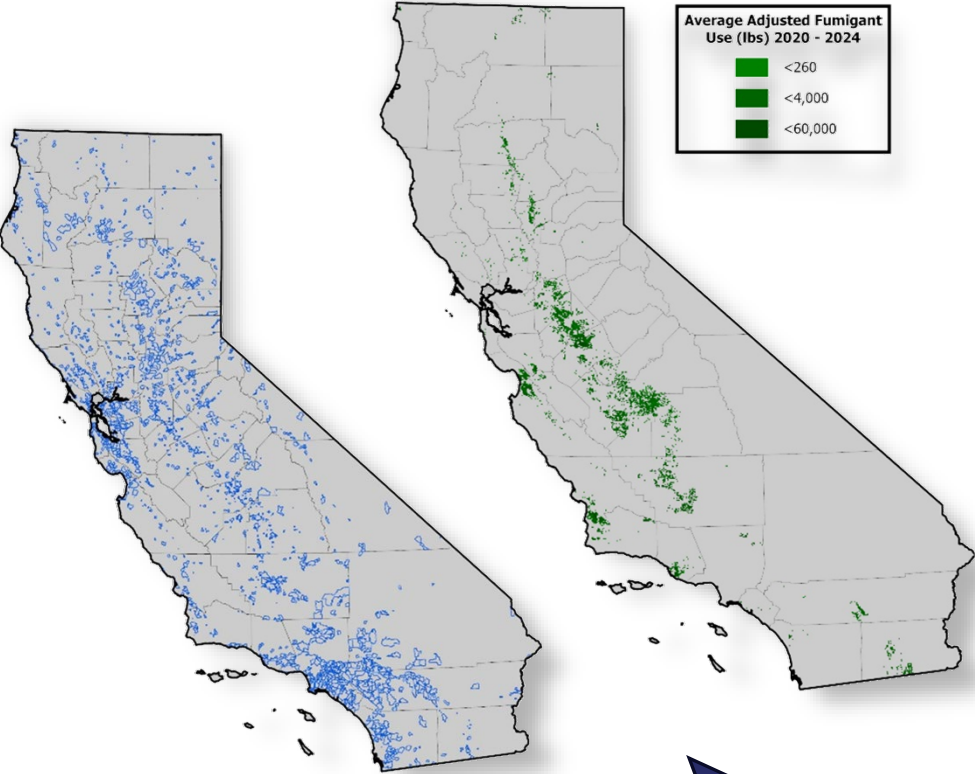 Average Adjusted Fumigant
Use (lbs) 2020 - 2024
<260
<4,000
<60,000